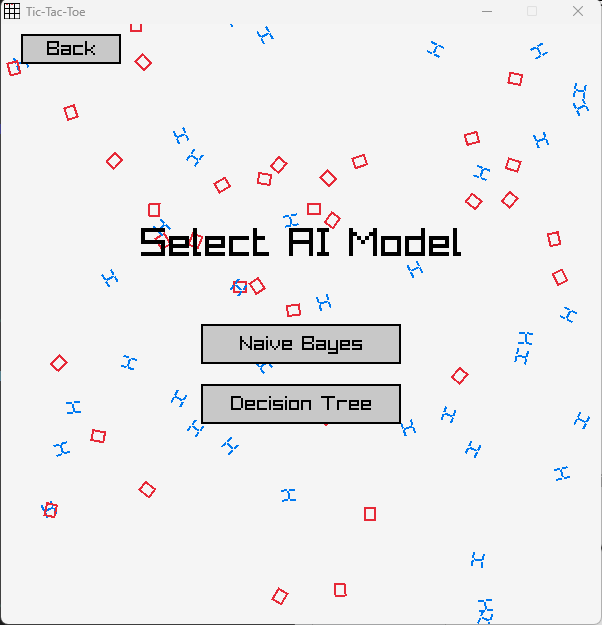 Tic-Tac-Toe
Back
Select AI Model
Naive Bayes
Decision Tree